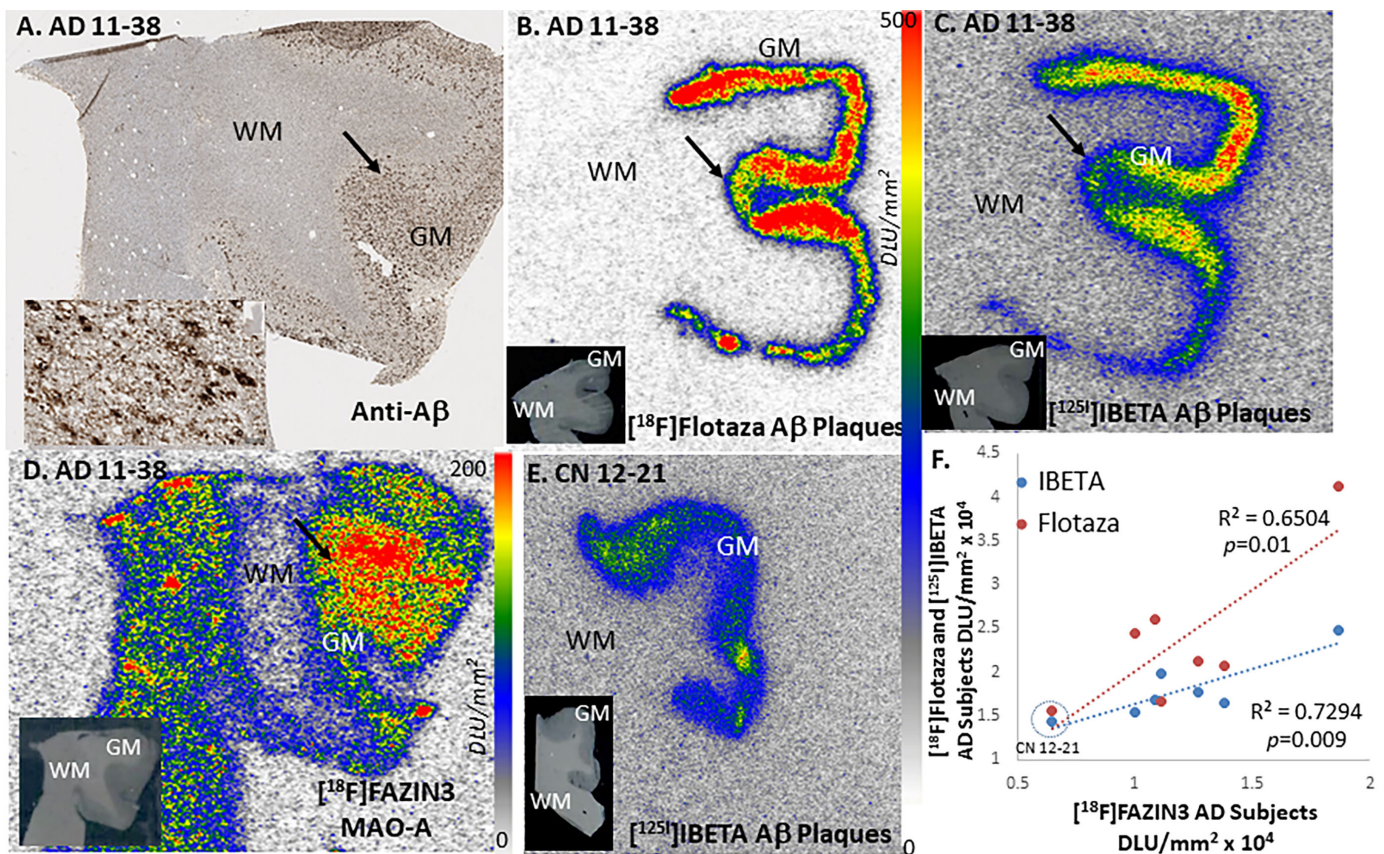 A. AD 11-38
WM
GM
Anti-Aβ
B. AD 11-38
GM
WM
GM
WM
[¹⁸F]Flotaza Aβ Plaques
500
DLU/mm²
0
C. AD 11-38
GM
WM
GM
WM
[¹²⁵I]IBETA Aβ Plaques
D. AD 11-38
WM
GM
GM
WM
[¹⁸F]FAZIN3
MAO-A
200
DLU/mm²
0
E. CN 12-21
GM
WM
GM
WM
[¹²⁵I]IBETA Aβ Plaques
F.
[¹⁸F]Flotaza and [¹²⁵I]IBETA
AD Subjects DLU/mm² x 10⁴
4.5
4
3.5
3
2.5
2
1.5
1
IBETA
Flotaza
R² = 0.6504
p=0.01
R² = 0.7294
p=0.009
CN 12-21
0.5
1
1.5
2
[¹⁸F]FAZIN3 AD Subjects
DLU/mm² x 10⁴